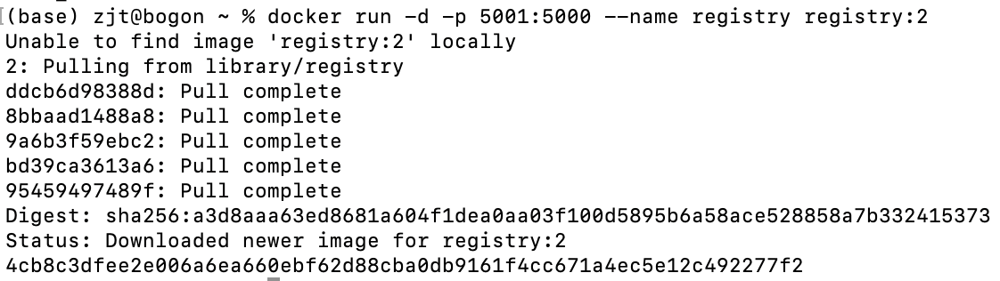 (base) zjt@bogon ~ % docker run -d -p 5001:5000 --name registry registry:2
Unable to find image 'registry:2' locally
2: Pulling from library/registry
ddcb6d98388d: Pull complete
8bbaad1488a8: Pull complete
9a6b3f59ebc2: Pull complete
bd39ca3613a6: Pull complete
95459497489f: Pull complete
Digest: sha256:a3d8aaa63ed8681a604f1dea0aa03f100d5895b6a58ace528858a7b332415373
Status: Downloaded newer image for registry:2
4cb8c3dfee2e006a6ea660ebf62d88cba0db9161f4cc671a4ec5e12c492277f2